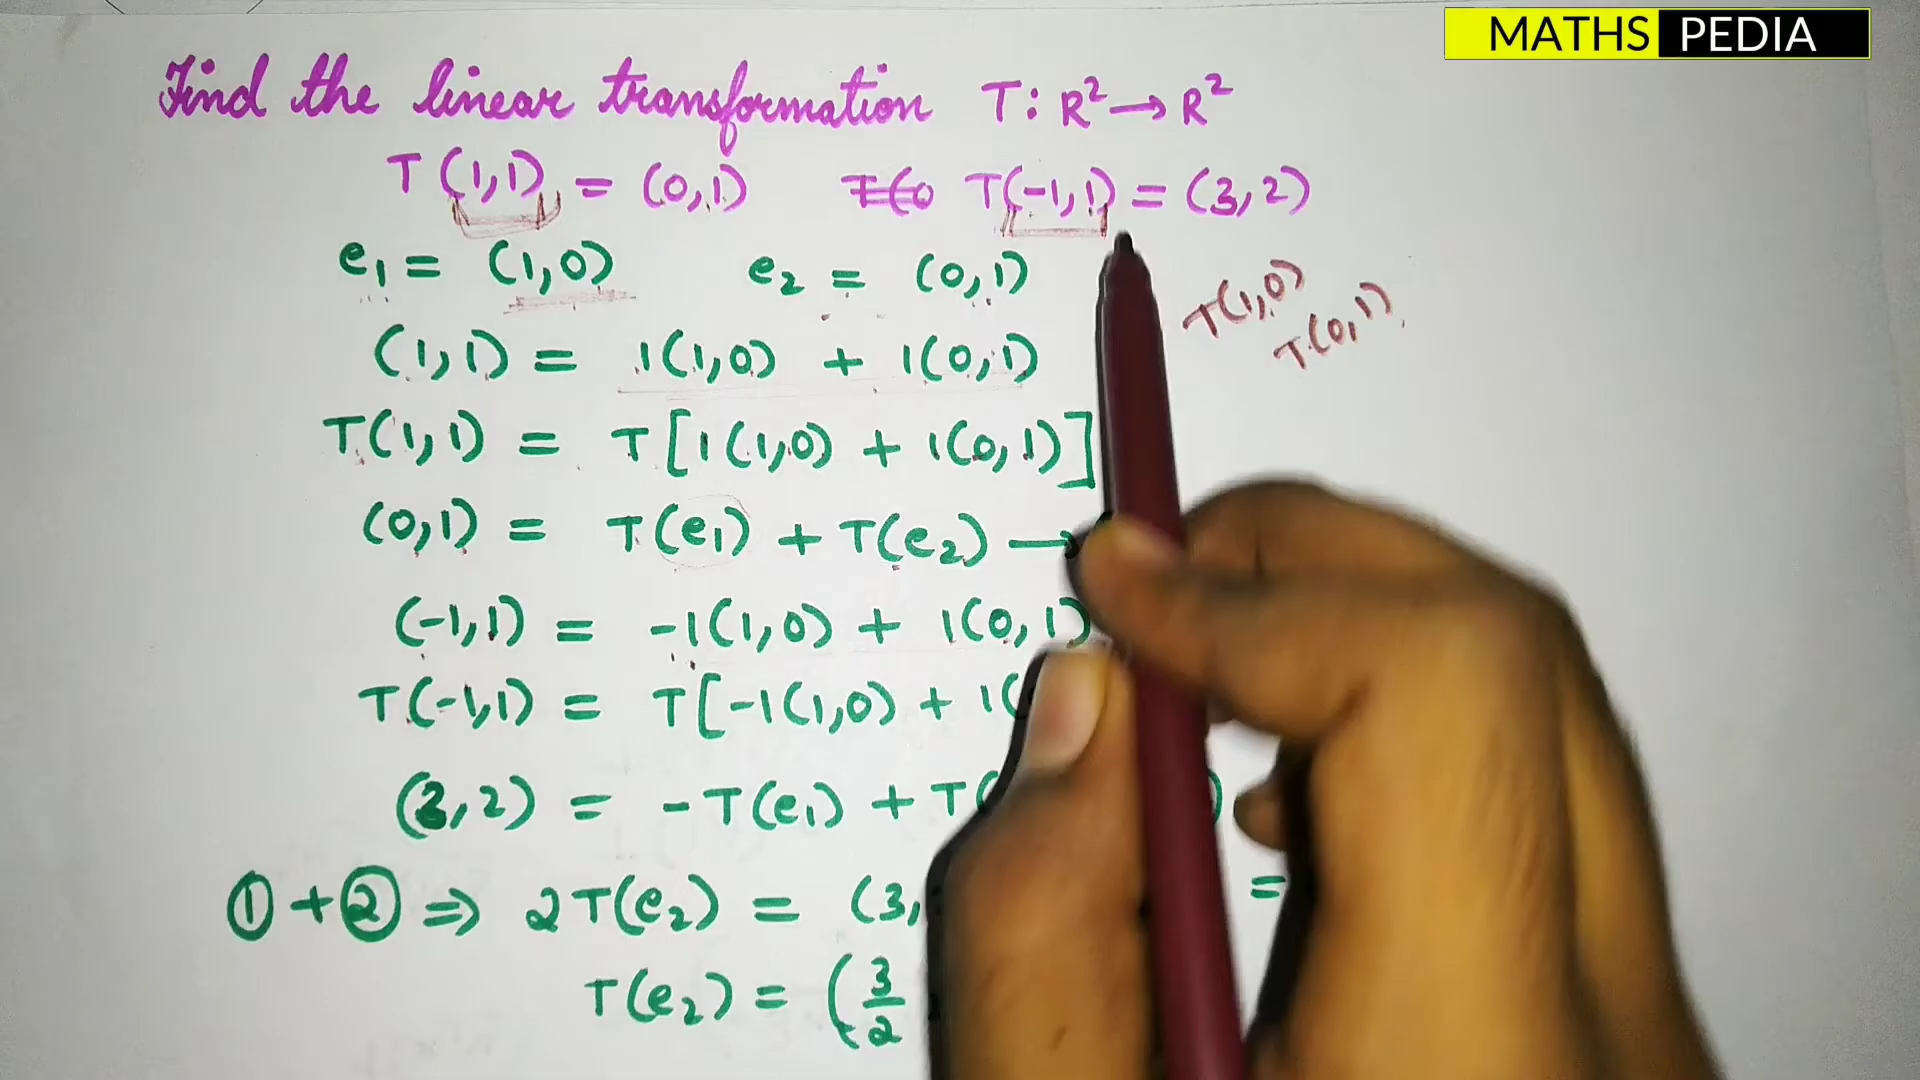 MATHS PEDIA
Find the linear transformation T: R² → R²
T(1,1) = (0,1) T(-1,1) = (3,2)
e₁ = (1,0) e₂ = (0,1)
T(1,0)
T(0,1)
(1,1) = 1(1,0) + 1(0,1)
T(1,1) = T[1(1,0) + 1(0,1)]
(0,1) = T(e₁) + T(e₂) →
(-1,1) = -1(1,0) + 1(0,1)
T(-1,1) = T[-1(1,0) + 1(
(3,2) = -T(e₁) + T(
① + ② ⇒ 2T(e₂) = (3, =
T(e₂) = (3/2